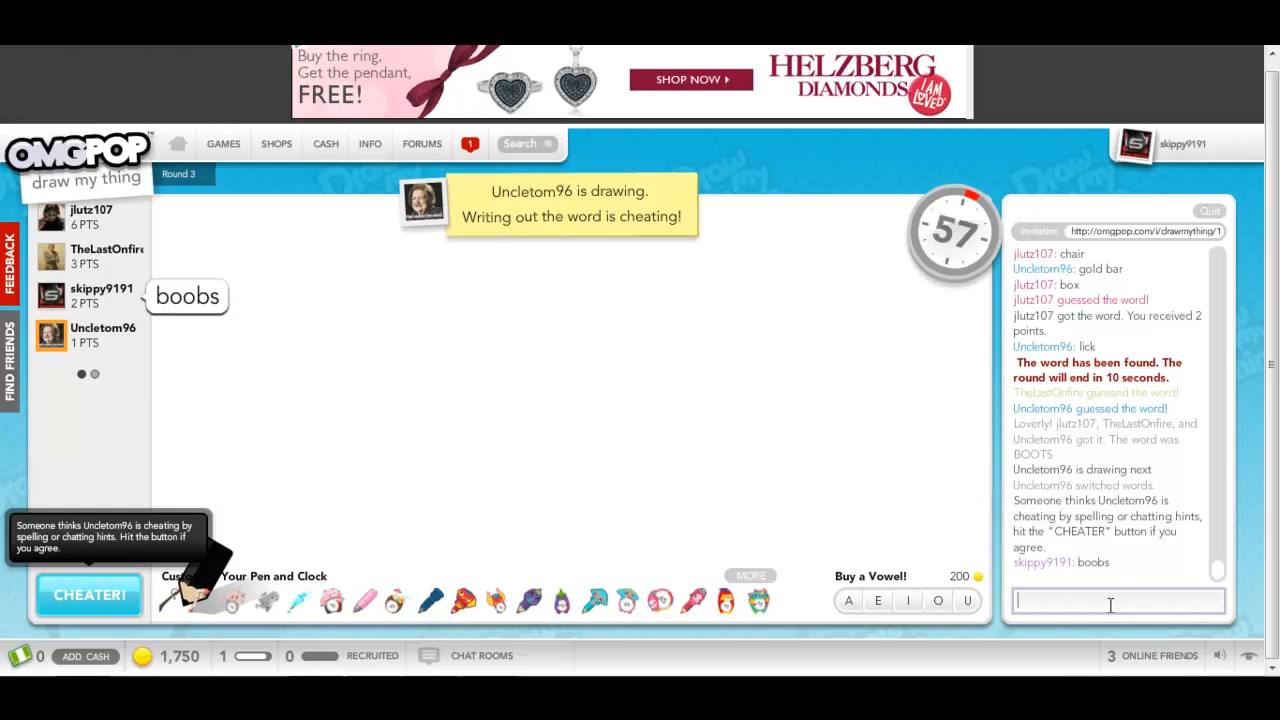 Buy the ring,
Get the pendant,
FREE!
SHOP NOW
HELZBERG
DIAMONDS
I AM
LOVED
OMGPOP
draw my thing
GAMES
SHOPS
CASH
INFO
FORUMS
1
Search
skippy9191
Round 3
Uncletom96 is drawing.
Writing out the word is cheating!
57
FEEDBACK
FIND FRIENDS
jlutz107
6 PTS
TheLastOnfire
3 PTS
skippy9191
2 PTS
boobs
Uncletom96
1 PTS
Quit
Invitation http://omgpop.com/i/drawmything/1
jlutz107: chair
Uncletom96: gold bar
jlutz107: box
jlutz107 guessed the word!
jlutz107 got the word. You received 2
points.
Uncletom96: lick
The word has been found. The
round will end in 10 seconds.
TheLastOnfire guessed the word!
Uncletom96 guessed the word!
Loverly! jlutz107, TheLastOnfire, and
Uncletom96 got it. The word was
BOOTS
Uncletom96 is drawing next
Uncletom96 switched words.
Someone thinks Uncletom96 is
cheating by spelling or chatting hints,
hit the "CHEATER" button if you
agree.
skippy9191: boobs
Someone thinks Uncletom96 is cheating by
spelling or chatting hints. Hit the button if
you agree.
CHEATER!
Your Pen and Clock
MORE
Buy a Vowel!
200
A E I O U
0
ADD CASH
1,750
1
0
RECRUITED
CHAT ROOMS
3 ONLINE FRIENDS